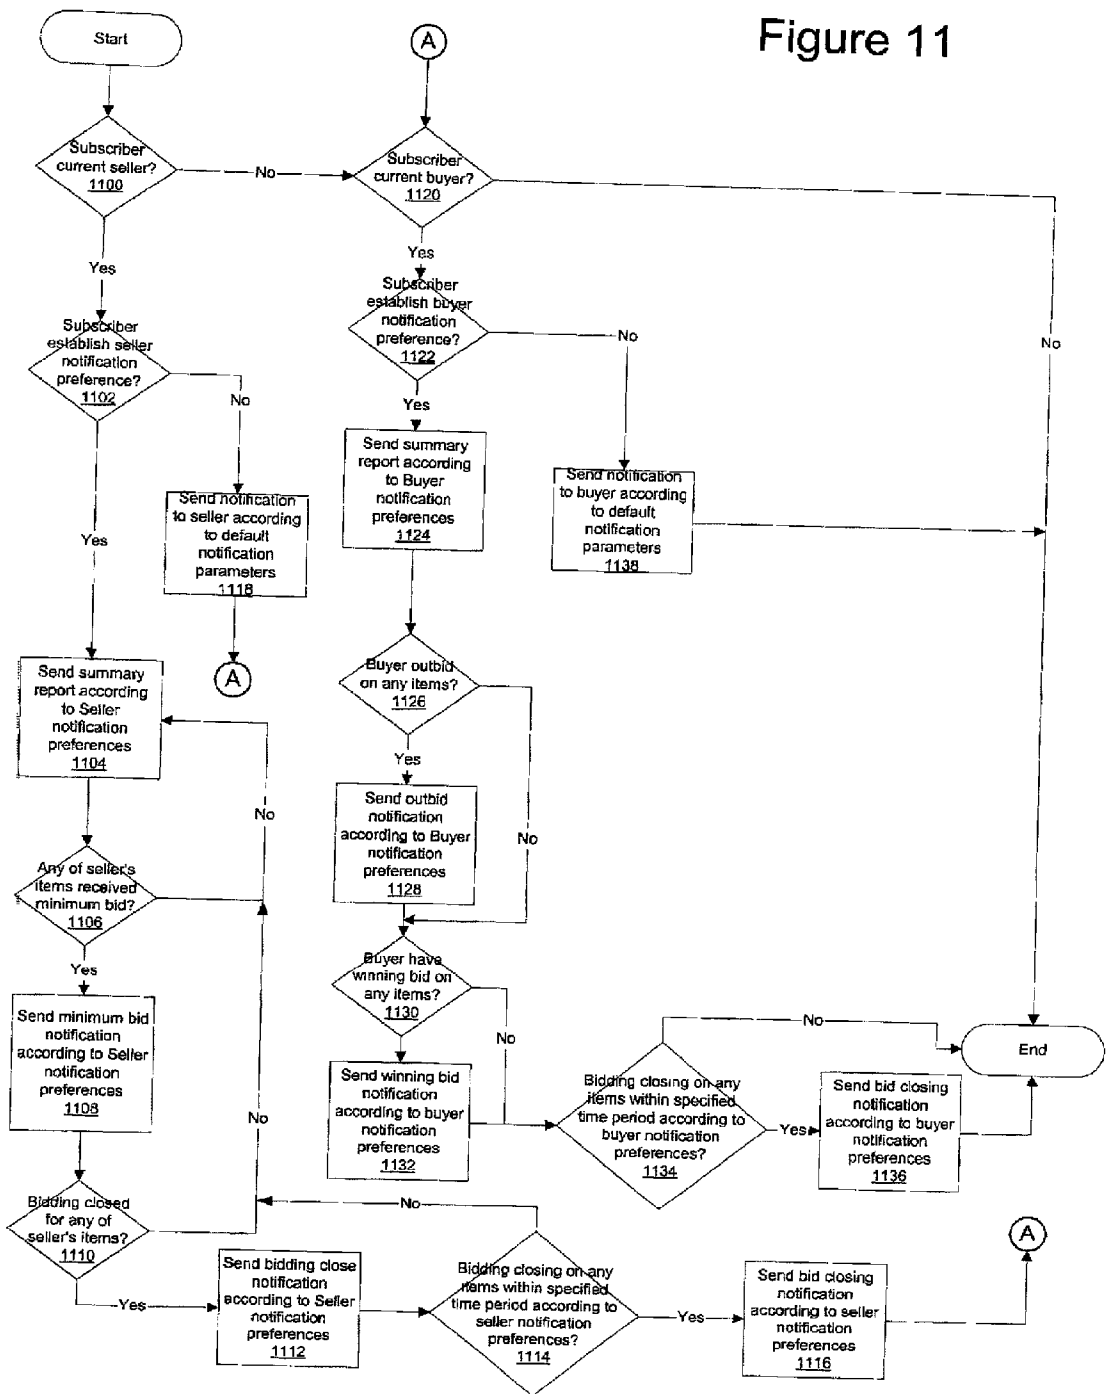 Figure 11
Start
A
Subscriber
current seller?
1100
No
Subscriber
current buyer?
1120
Yes
Yes
No
Subscriber
establish seller
notification
preference?
1102
No
Subscriber
establish buyer
notification
preference?
1122
No
Yes
Yes
Send notification
to seller according
to default
notification
parameters
1118
A
Send summary
report according
to Buyer
notification
preferences
1124
Send notification
to buyer according
to default
notification
parameters
1138
Send summary
report according
to Seller
notification
preferences
1104
No
Buyer outbid
on any items?
1126
Yes
No
Any of seller's
items received
minimum bid?
1106
Yes
Send outbid
notification
according to Buyer
notification
preferences
1128
Send minimum bid
notification
according to Seller
notification
preferences
1108
No
Buyer have
winning bid on
any items?
1130
No
Send winning bid
notification
according to buyer
notification
preferences
1132
Bidding closing on any
items within specified
time period according to
buyer notification
preferences?
1134
No
Yes
Send bid closing
notification
according to buyer
notification
preferences
1136
End
Bidding closed
for any of
seller's items?
1110
Yes
Send bidding close
notification
according to Seller
notification
preferences
1112
No
Bidding closing on any
items within specified
time period according to
seller notification
preferences?
1114
Yes
Send bid closing
notification
according to seller
notification
preferences
1116
A